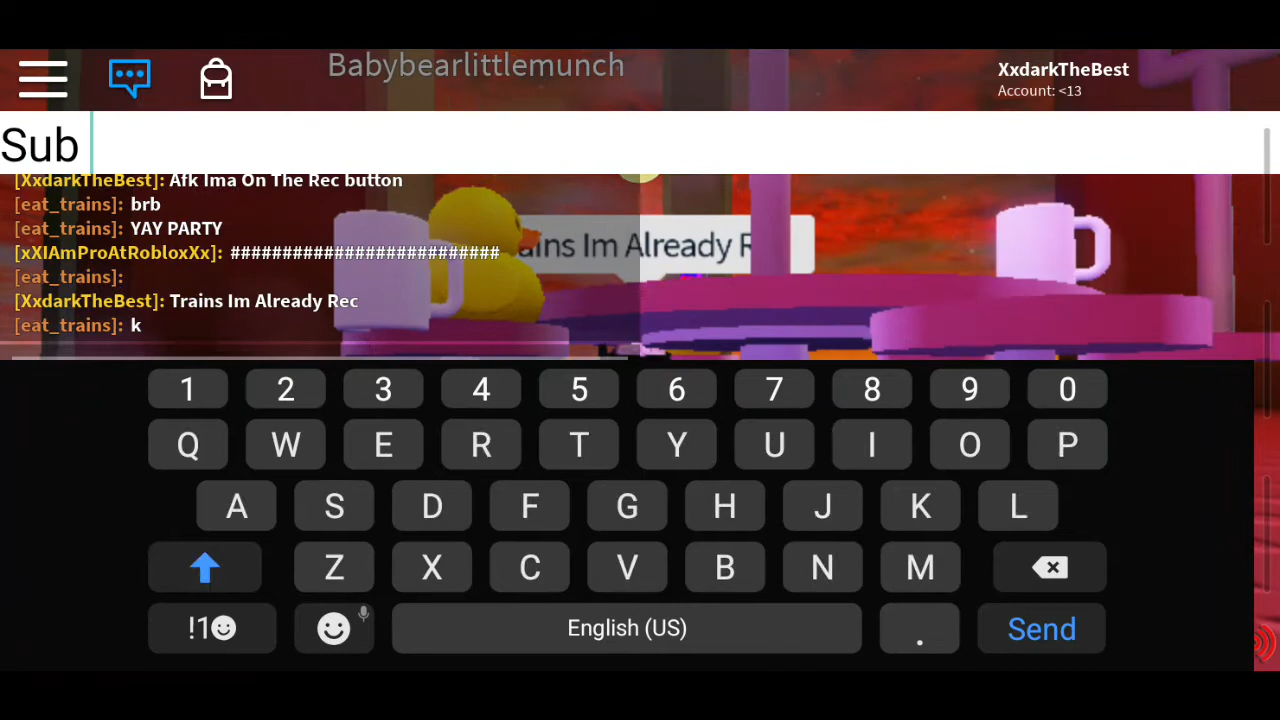 Babybearlittlemunch
XxdarkTheBest
Account: <13
Sub
[XxdarkTheBest]: Afk Ima On The Rec button
[eat_trains]: brb
[eat_trains]: YAY PARTY
[xXIAmProAtRobloxXx]: ##########################
[eat_trains]:
[XxdarkTheBest]: Trains Im Already Rec
[eat_trains]: k
ains Im Already R
1 2 3 4 5 6 7 8 9 0
Q W E R T Y U I O P
A S D F G H J K L
Z X C V B N M
!1 English (US) . Send